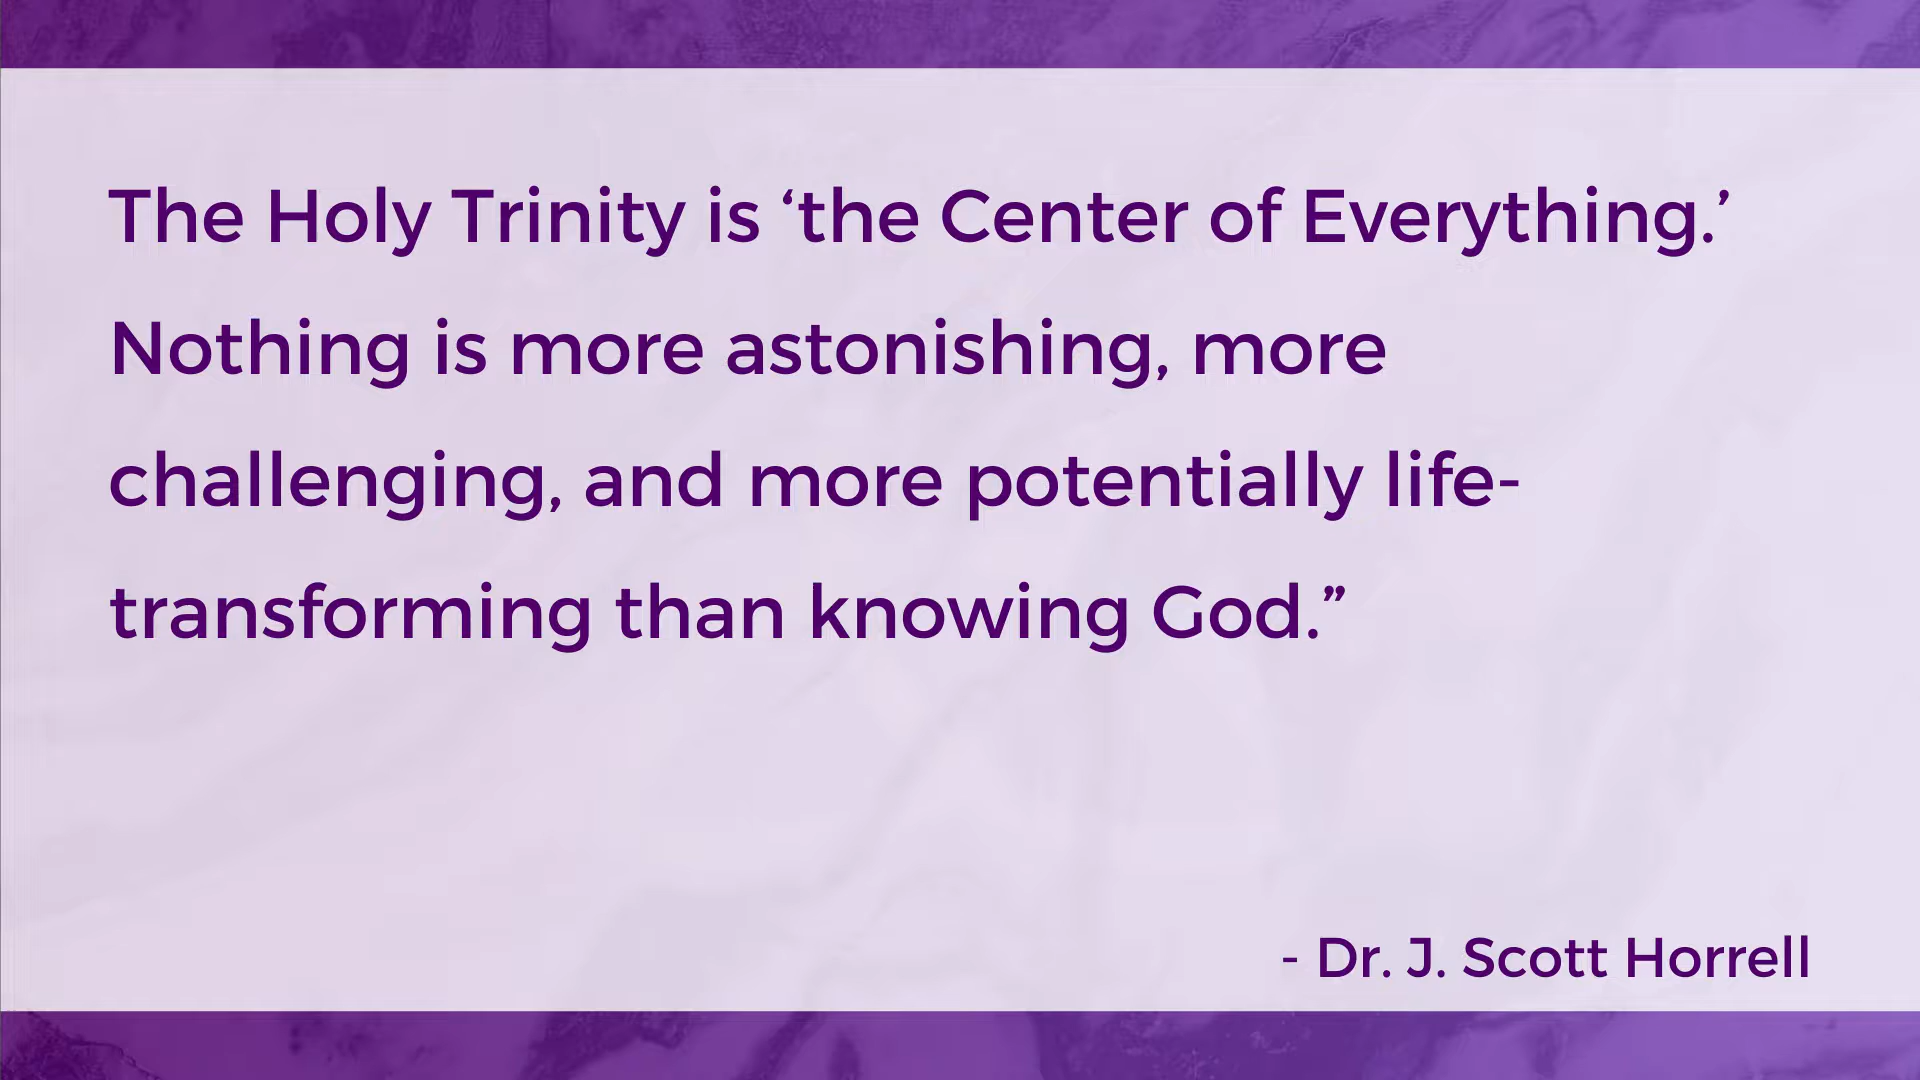 The Holy Trinity is ‘the Center of Everything.’
Nothing is more astonishing, more
challenging, and more potentially life-
transforming than knowing God.”
- Dr. J. Scott Horrell